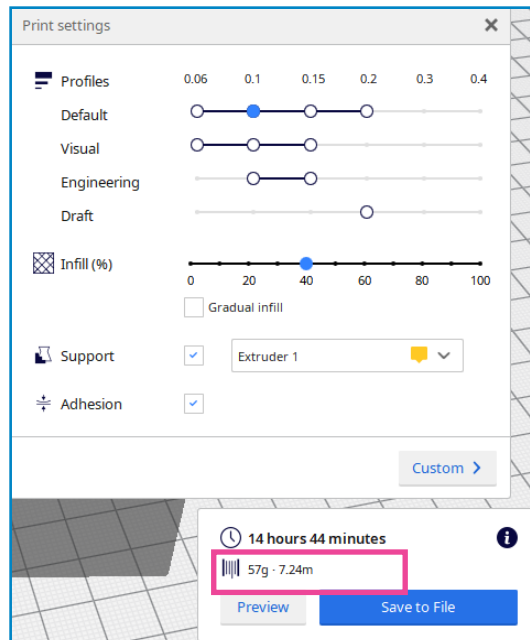 Print settings
Profiles 0.06 0.1 0.15 0.2 0.3 0.4
Default
Visual
Engineering
Draft
Infill (%)
0 20 40 60 80 100
Gradual infill
Support Extruder 1
Adhesion
Custom
14 hours 44 minutes
57g · 7.24m
Preview Save to File